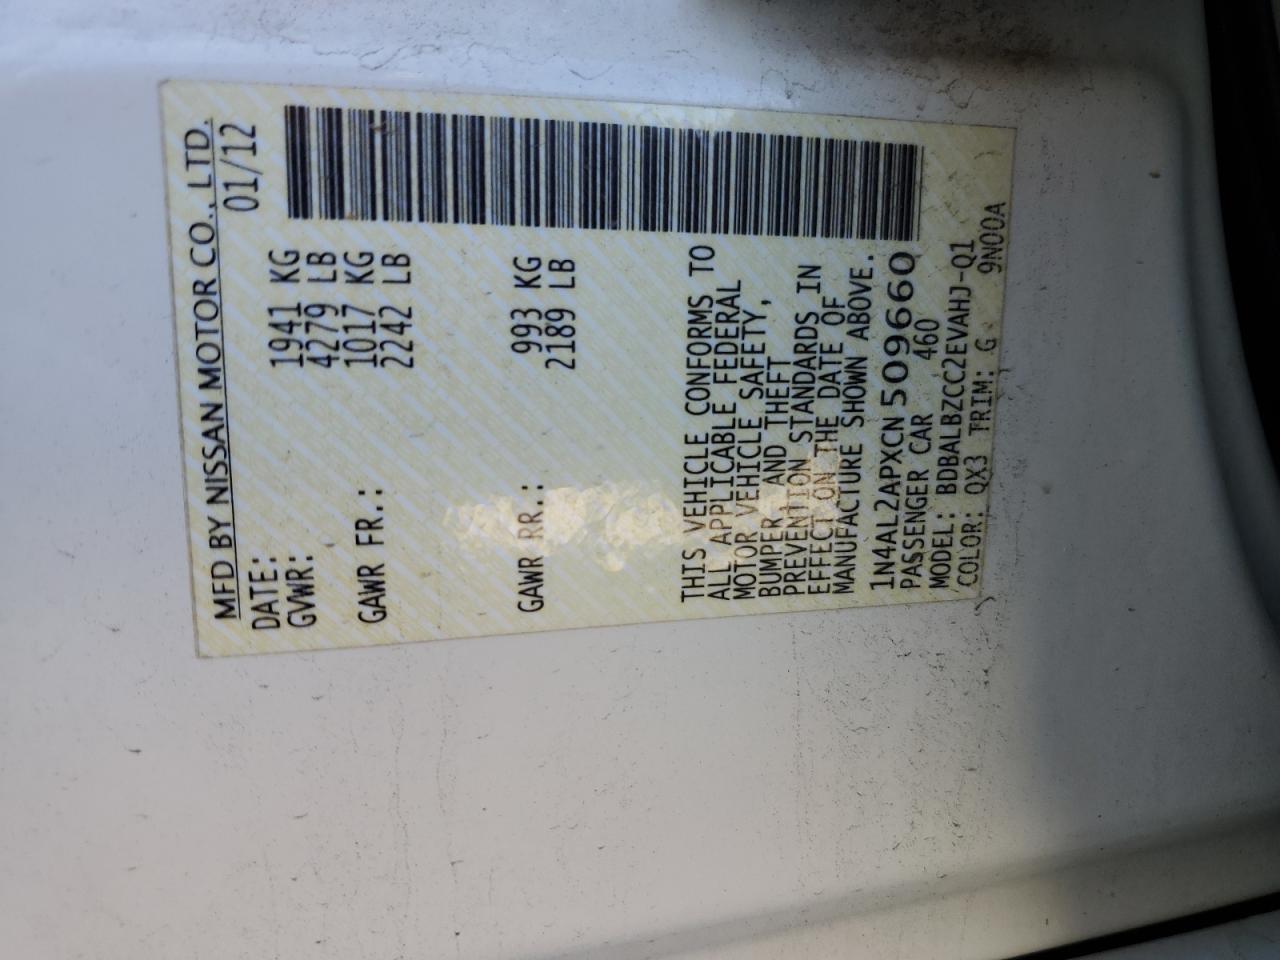 MFD BY NISSAN MOTOR CO., LTD.
DATE: 01/12
GVWR: 1941 KG
4279 LB
GAWR FR.: 1017 KG
2242 LB
GAWR RR.: 993 KG
2189 LB
THIS VEHICLE CONFORMS TO
ALL APPLICABLE FEDERAL
MOTOR VEHICLE SAFETY,
BUMPER AND THEFT
PREVENTION STANDARDS IN
EFFECT ON THE DATE OF
MANUFACTURE SHOWN ABOVE.
1N4AL2APXCN509660
PASSENGER CAR 460
MODEL: BDBALBZCC2EVAHJ-Q1
COLOR: QX3 TRIM: G 9N00A